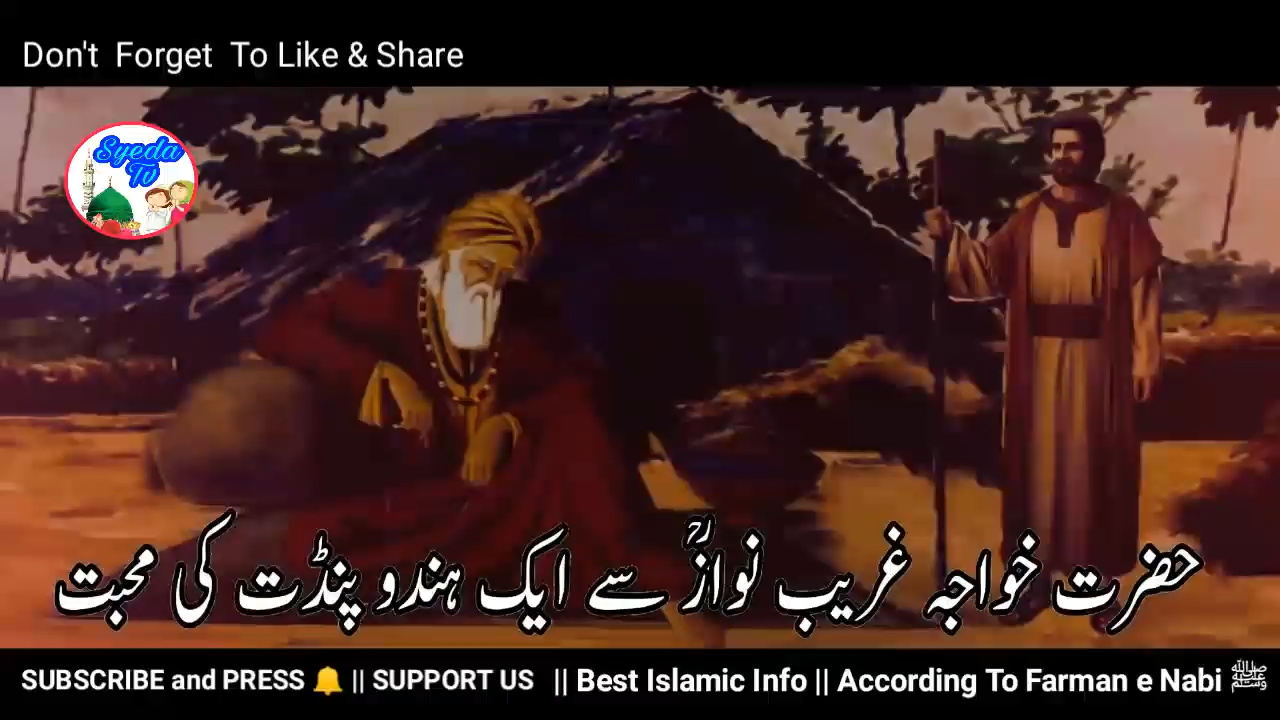 Don't Forget To Like & Share
Syeda
Tv
حضرت خواجہ غریب نوازؒ سے ایک ہندو پنڈت کی محبت
SUBSCRIBE and PRESS 🔔 || SUPPORT US || Best Islamic Info || According To Farman e Nabi ﷺ